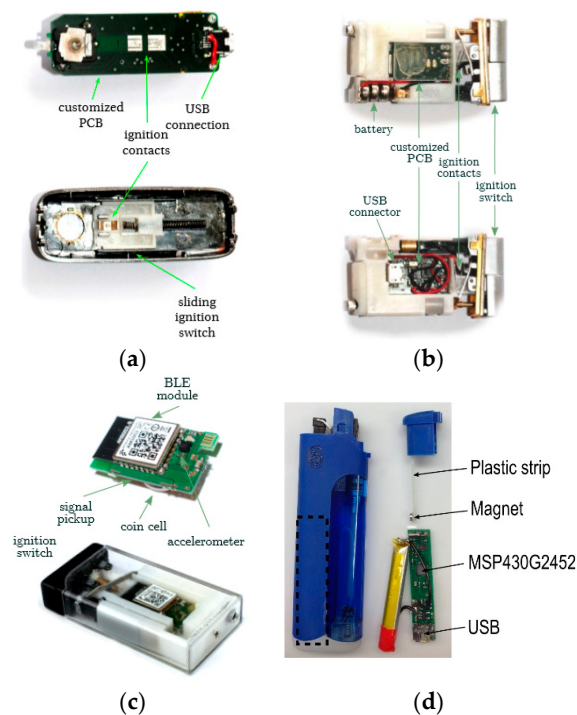 customized
PCB
ignition
contacts
USB
connection
sliding
ignition
switch
(a)
battery
customized
PCB
ignition
contacts
ignition
switch
USB
connector
(b)
BLE
module
signal
pickup
coin cell
accelerometer
ignition
switch
(c)
Plastic strip
Magnet
MSP430G2452
USB
(d)